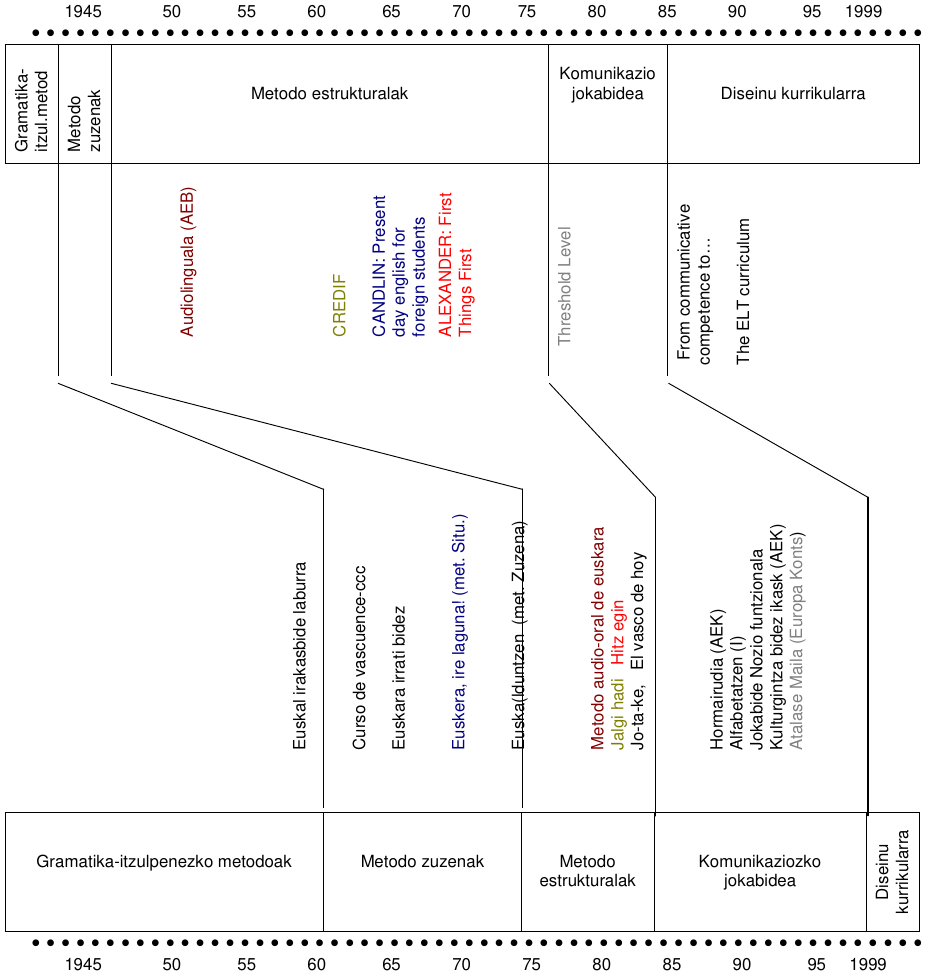 1945 50 55 60 65 70 75 80 85 90 95 1999
Gramatika-
itzul.metod
Metodo
zuzenak
Metodo estrukturalak
Komunikazio
jokabidea
Diseinu kurrikularra
Audiolinguala (AEB)
CREDIF
CANDLIN: Present
day english for
foreign students
ALEXANDER: First
Things First
Threshold Level
From communicative
competence to…
The ELT curriculum
Euskal irakasbide laburra
Curso de vascuence-ccc
Euskara irrati bidez
Euskera, ire laguna! (met. Situ.)
Euska(lduntzen (met. Zuzena)
Metodo audio-oral de euskara
Jalgi hadi Hitz egin
Jo-ta-ke, El vasco de hoy
Hormairudia (AEK)
Alfabetatzen (I)
Jokabide Nozio funtzionala
Kulturgintza bidez ikask (AEK)
Atalase Maila (Europa Konts)
Gramatika-itzulpenezko metodoak
Metodo zuzenak
Metodo
estrukturalak
Komunikaziozko
jokabidea
Diseinu
kurrikularra
1945 50 55 60 65 70 75 80 85 90 95 1999